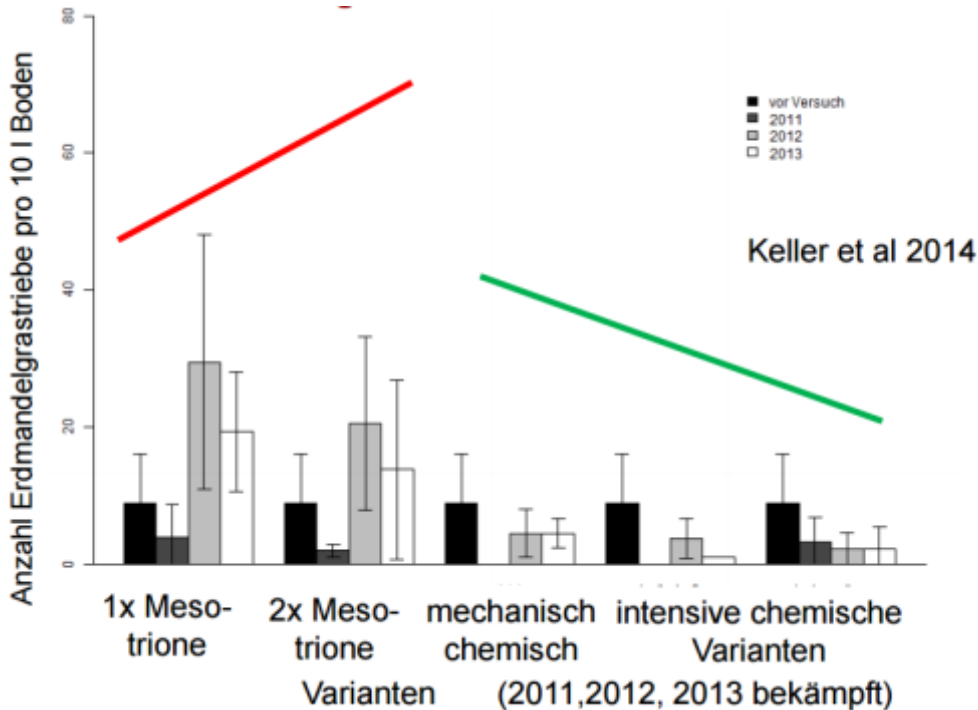 Anzahl Erdmandelgrastriebe pro 10 l Boden
80
60
40
20
0
vor Versuch
2011
2012
2013
Keller et al 2014
1x Meso-
trione
2x Meso-
trione
mechanisch
chemisch
intensive chemische
Varianten
Varianten
(2011,2012, 2013 bekämpft)